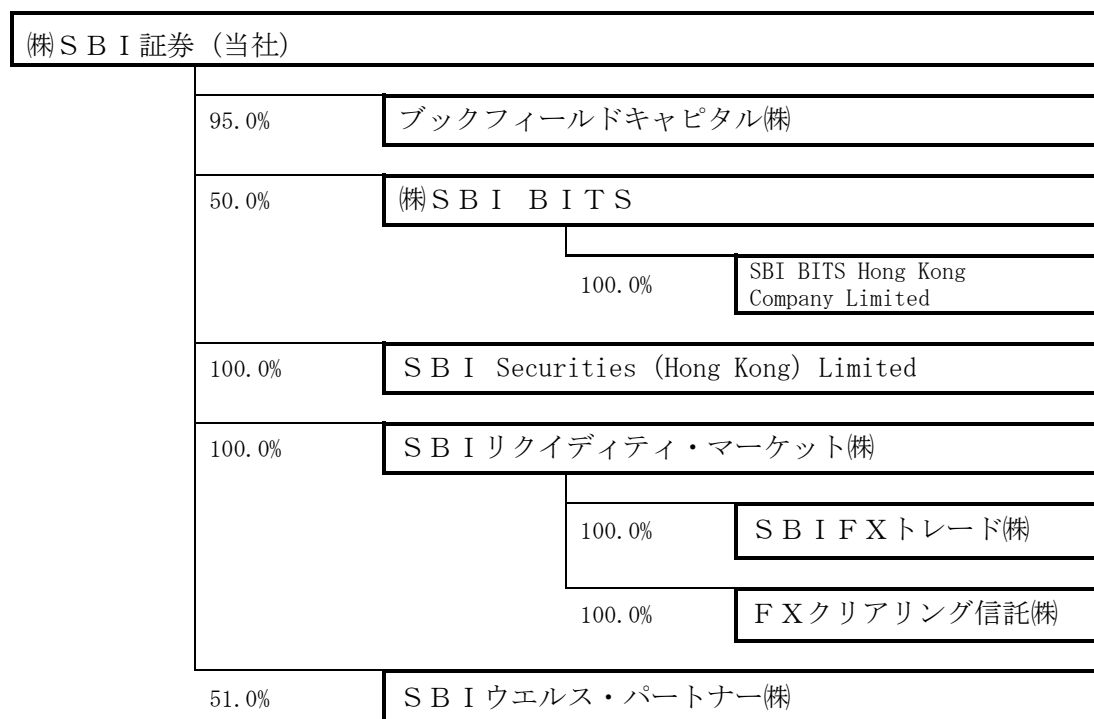 ㈱ＳＢＩ証券（当社）
95.0% ブックフィールドキャピタル㈱
50.0% ㈱ＳＢＩ　ＢＩＴＳ
100.0% SBI BITS Hong Kong
Company Limited
100.0% ＳＢＩ Securities (Hong Kong) Limited
100.0% ＳＢＩリクイディティ・マーケット㈱
100.0% ＳＢＩＦＸトレード㈱
100.0% ＦＸクリアリング信託㈱
51.0% ＳＢＩウエルス・パートナー㈱